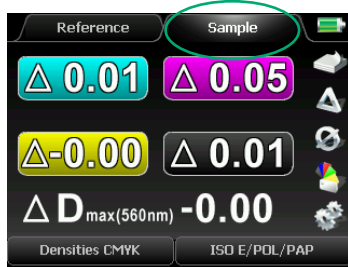 Reference Sample
Δ 0.01 Δ 0.05
Δ-0.00 Δ 0.01
Δ Dmax(560nm) -0.00
Densities CMYK ISO E/POL/PAP